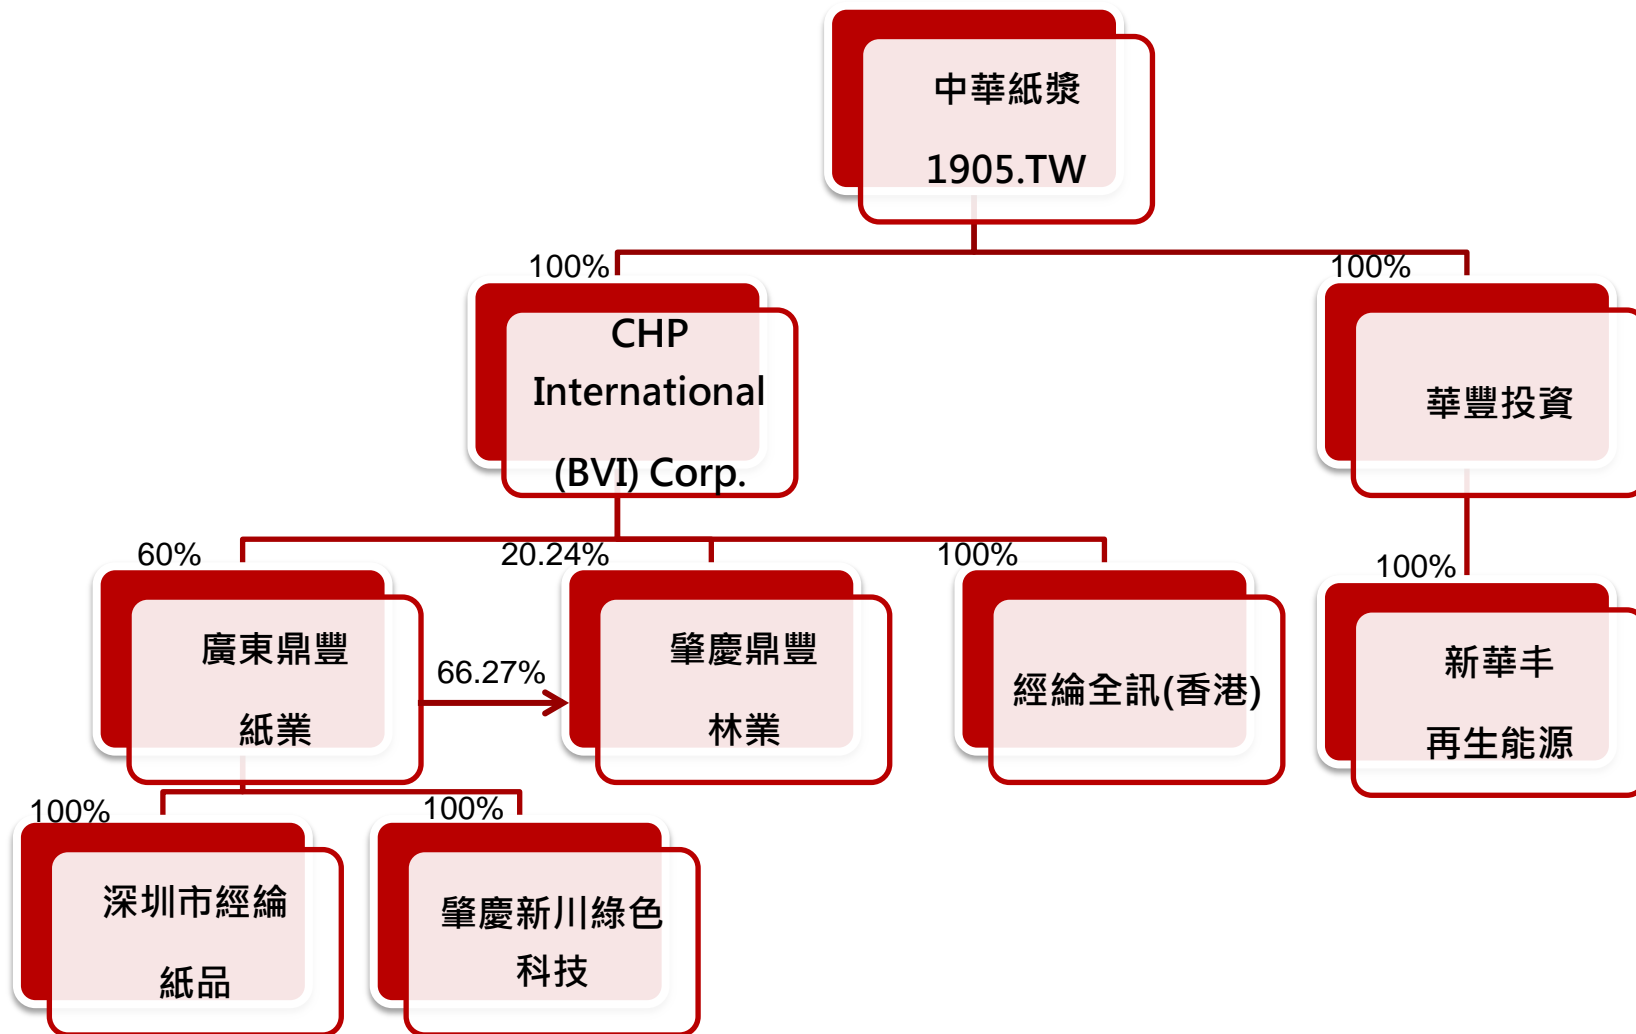 中華紙漿
1905.TW
100%
100%
CHP
International
(BVI) Corp.
華豐投資
60%
20.24%
100%
100%
廣東鼎豐
紙業
66.27%
肇慶鼎豐
林業
經綸全訊(香港)
新華丰
再生能源
100%
100%
深圳市經綸
紙品
肇慶新川綠色
科技